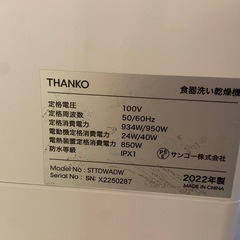 THANKO 食器洗い乾燥機
定格電圧 100V
定格周波数 50/60Hz
定格消費電力 934W/950W
電動機定格消費電力 24W/40W
電熱装置定格消費電力 850W
防水等級 IPX1
PSE サンコー株式会社
Model No : STTDWADW
Serial No : SN: X2250287
2022年製
MADE IN CHINA